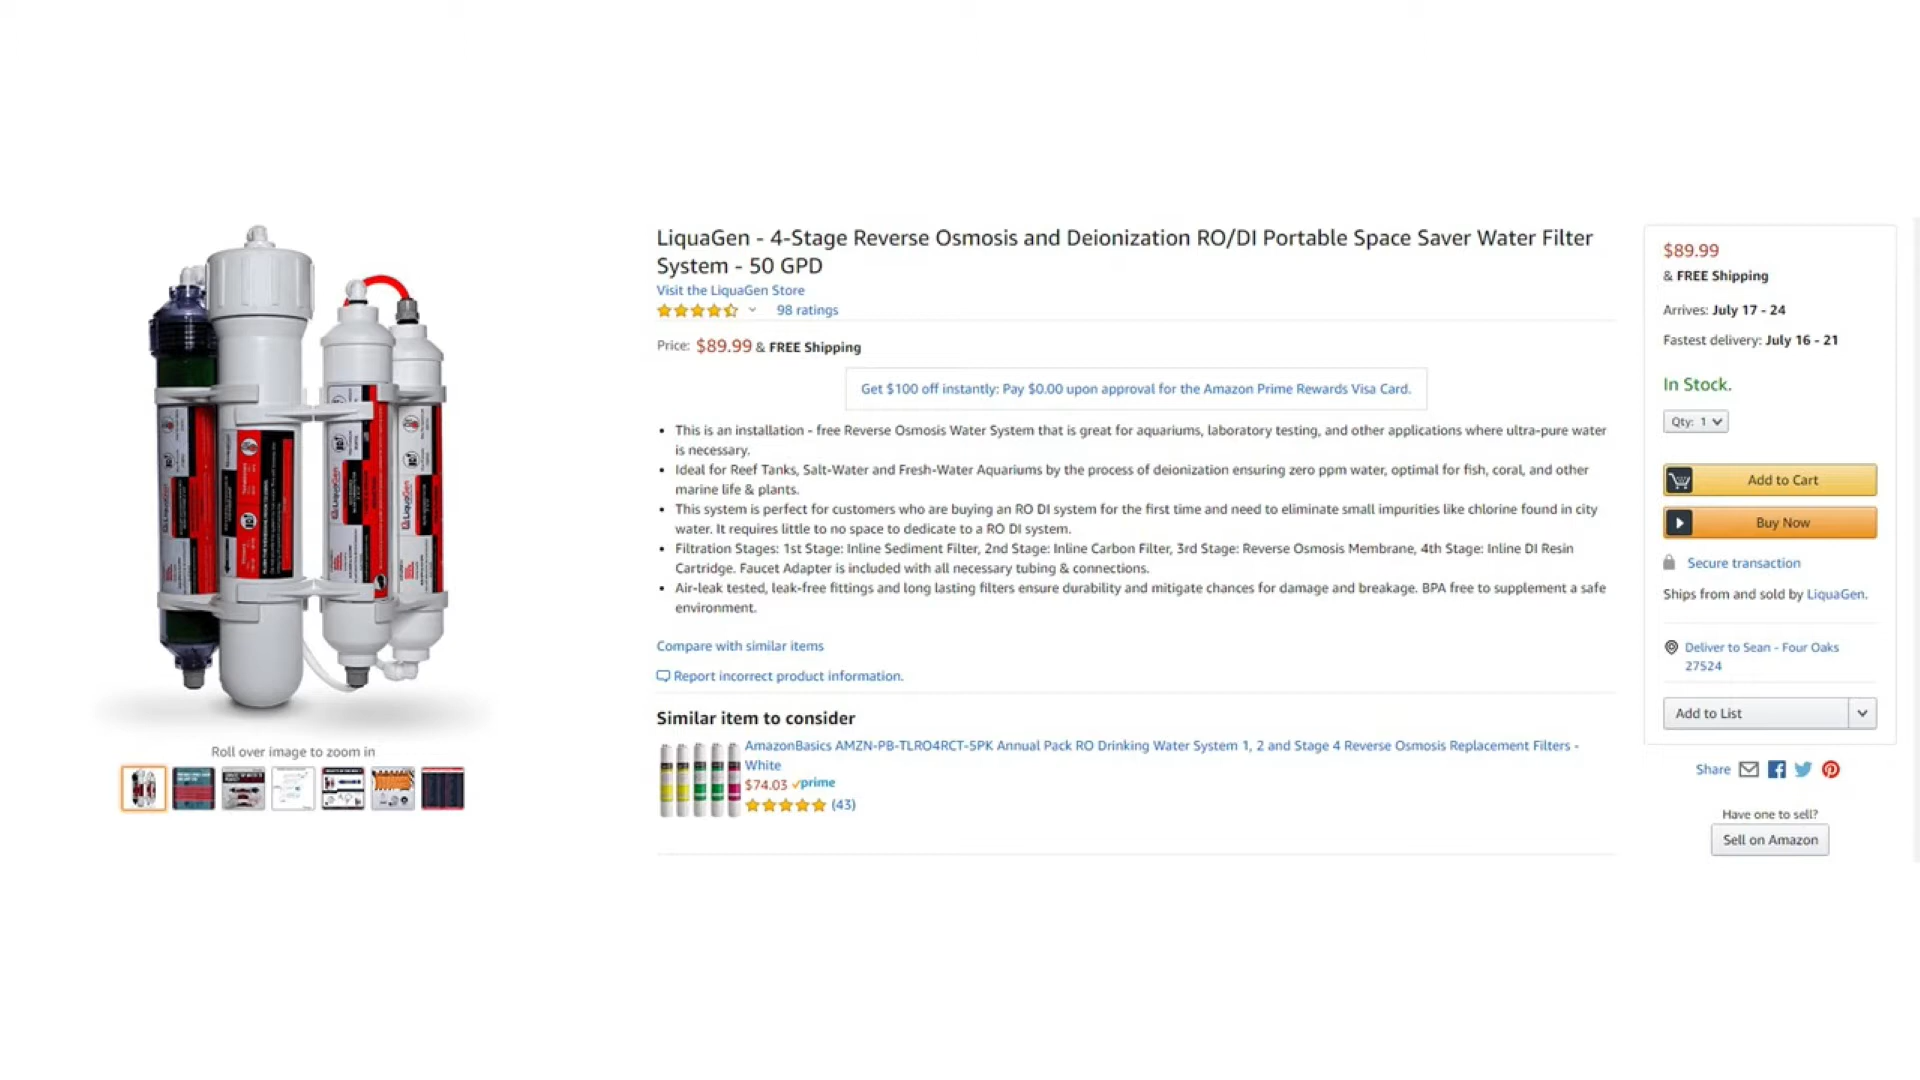 LiquaGen - 4-Stage Reverse Osmosis and Deionization RO/DI Portable Space Saver Water Filter
System - 50 GPD
Visit the LiquaGen Store
98 ratings
Price: $89.99 & FREE Shipping
Get $100 off instantly: Pay $0.00 upon approval for the Amazon Prime Rewards Visa Card.
• This is an installation - free Reverse Osmosis Water System that is great for aquariums, laboratory testing, and other applications where ultra-pure water
is necessary.
• Ideal for Reef Tanks, Salt-Water and Fresh-Water Aquariums by the process of deionization ensuring zero ppm water, optimal for fish, coral, and other
marine life & plants.
• This system is perfect for customers who are buying an RO DI system for the first time and need to eliminate small impurities like chlorine found in city
water. It requires little to no space to dedicate to a RO DI system.
• Filtration Stages: 1st Stage: Inline Sediment Filter, 2nd Stage: Inline Carbon Filter, 3rd Stage: Reverse Osmosis Membrane, 4th Stage: Inline DI Resin
Cartridge. Faucet Adapter is included with all necessary tubing & connections.
• Air-leak tested, leak-free fittings and long lasting filters ensure durability and mitigate chances for damage and breakage. BPA free to supplement a safe
environment.
Compare with similar items
Report incorrect product information.
Similar item to consider
AmazonBasics AMZN-PB-TLRO4RCT-5PK Annual Pack RO Drinking Water System 1, 2 and Stage 4 Reverse Osmosis Replacement Filters -
White
$74.03 prime
(43)
LiquaGen
LiquaGen
LiquaGen
Roll over image to zoom in
$89.99
& FREE Shipping
Arrives: July 17 - 24
Fastest delivery: July 16 - 21
In Stock.
Qty: 1
Add to Cart
Buy Now
Secure transaction
Ships from and sold by LiquaGen.
Deliver to Sean - Four Oaks
27524
Add to List
Share
Have one to sell?
Sell on Amazon